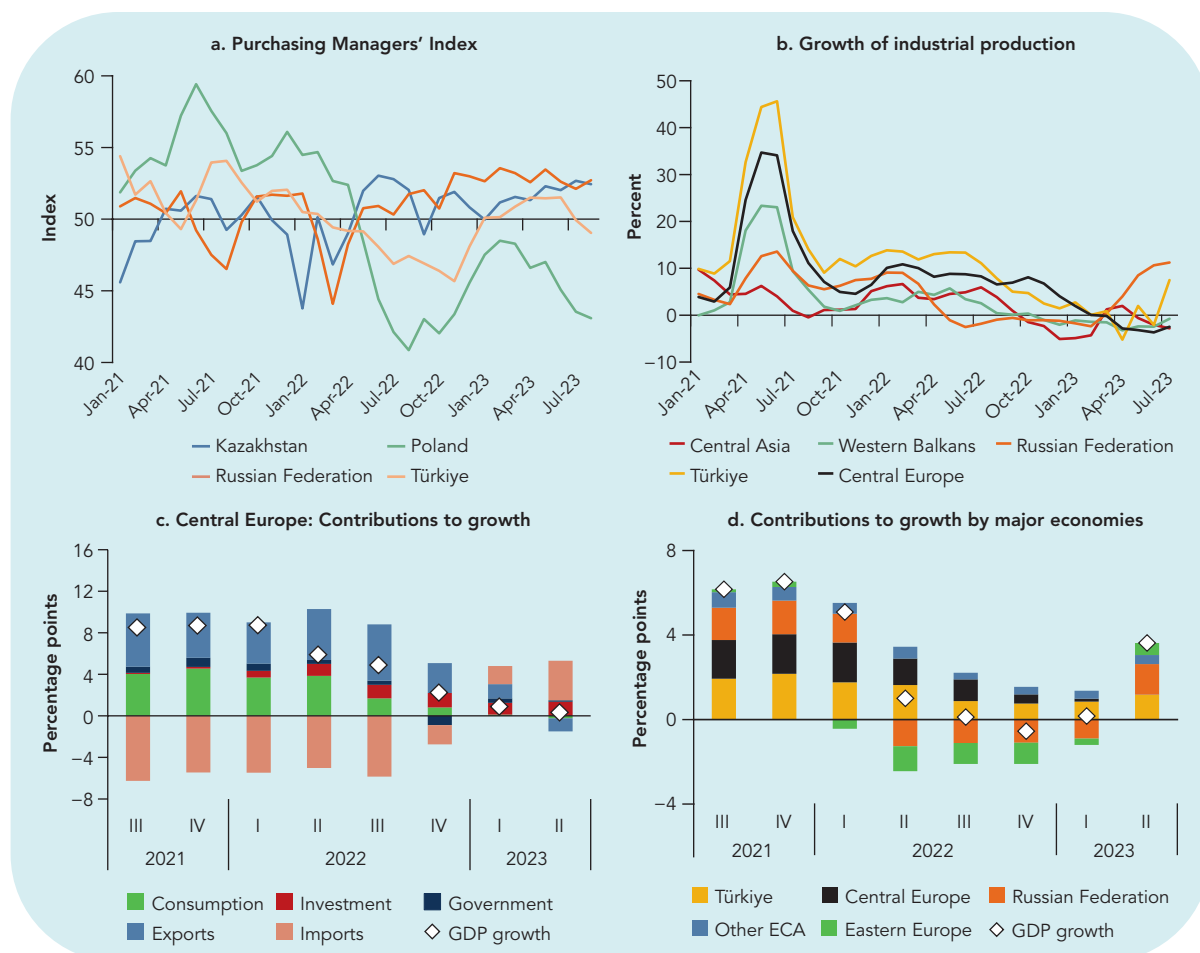 a. Purchasing Managers' Index
60
55
50
45
40
Index
Jan-21
Apr-21
Jul-21
Oct-21
Jan-22
Apr-22
Jul-22
Oct-22
Jan-23
Apr-23
Jul-23
Kazakhstan
Poland
Russian Federation
Türkiye
b. Growth of industrial production
50
40
30
20
10
0
−10
Percent
Jan-21
Apr-21
Jul-21
Oct-21
Jan-22
Apr-22
Jul-22
Oct-22
Jan-23
Apr-23
Jul-23
Central Asia
Western Balkans
Russian Federation
Türkiye
Central Europe
c. Central Europe: Contributions to growth
16
12
8
4
0
−4
−8
Percentage points
III
IV
I
II
III
IV
I
II
2021
2022
2023
Consumption
Investment
Government
Exports
Imports
GDP growth
d. Contributions to growth by major economies
8
4
0
−4
Percentage points
III
IV
I
II
III
IV
I
II
2021
2022
2023
Türkiye
Central Europe
Russian Federation
Other ECA
Eastern Europe
GDP growth